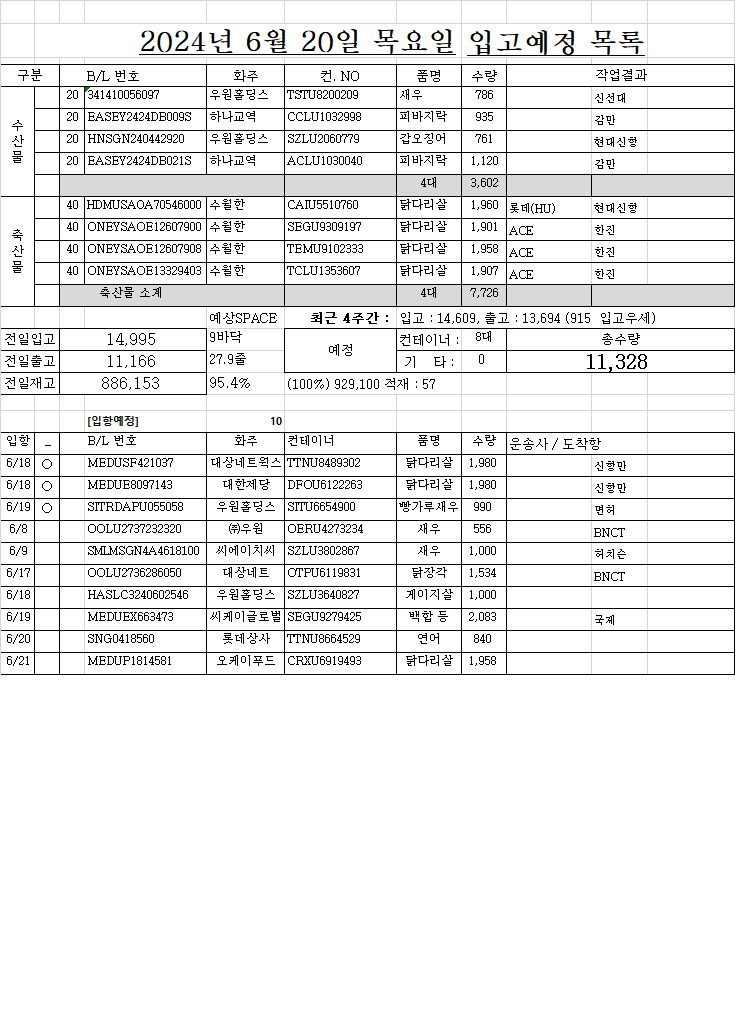 2024년 6월 20일 목요일 입고예정 목록
구분 B/L 번호 화주 컨. NO 품명 수량 작업결과
수산물
20 341410056097 우원홀딩스 TSTU8200209 새우 786 신선대
20 EASEY2424DB009S 하나교역 CCLU1032998 피바지락 935 감만
20 HNSGN240442920 우원홀딩스 SZLU2060779 갑오징어 761 현대신항
20 EASEY2424DB021S 하나교역 ACLU1030040 피바지락 1,120 감만
4대 3,602
축산물
40 HDMUSAOA70546000 수월한 CAIU5510760 닭다리살 1,960 롯데(HU) 현대신항
40 ONEYSAOE12607900 수월한 SEGU9309197 닭다리살 1,901 ACE 한진
40 ONEYSAOE12607908 수월한 TEMU9102333 닭다리살 1,958 ACE 한진
40 ONEYSAOE13329403 수월한 TCLU1353607 닭다리살 1,907 ACE 한진
축산물 소계 4대 7,726
예상SPACE 최근 4주간 : 입고 : 14,609, 출고 : 13,694 (915 입고우세)
전일입고 14,995 9바닥 예정 컨테이너 : 8대 총수량
전일출고 11,166 27.9줄 기 타 : 0 11,328
전일재고 886,153 95.4% (100%) 929,100 적재 : 57
[입항예정] 10
입항 _ B/L 번호 화주 컨테이너 품명 수량 운송사 / 도착항
6/18 ○ MEDUSF421037 대상네트웍스 TTNU8489302 닭다리살 1,980 신항만
6/18 ○ MEDUE8097143 대한제당 DFOU6122263 닭다리살 1,980 신항만
6/19 ○ SITRDAPU055058 우원홀딩스 SITU6654900 빵가루새우 990 면허
6/8 OOLU2737232320 ㈜우원 OERU4273234 새우 556 BNCT
6/9 SMLMSGN4A4618100 씨에이치씨 SZLU3802867 새우 1,000 허치슨
6/17 OOLU2736286050 대상네트 OTPU6119831 닭장각 1,534 BNCT
6/18 HASLC3240602546 우원홀딩스 SZLU3640827 게이지살 1,000
6/19 MEDUEX663473 씨케이글로벌 SEGU9279425 백합 등 2,083 국제
6/20 SNG0418560 롯데상사 TTNU8664529 연어 840
6/21 MEDUP1814581 오케이푸드 CRXU6919493 닭다리살 1,958